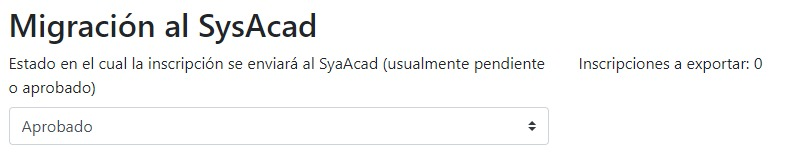 Migración al SysAcad
Estado en el cual la inscripción se enviará al SyaAcad (usualmente pendiente
o aprobado)
Inscripciones a exportar: 0
Aprobado